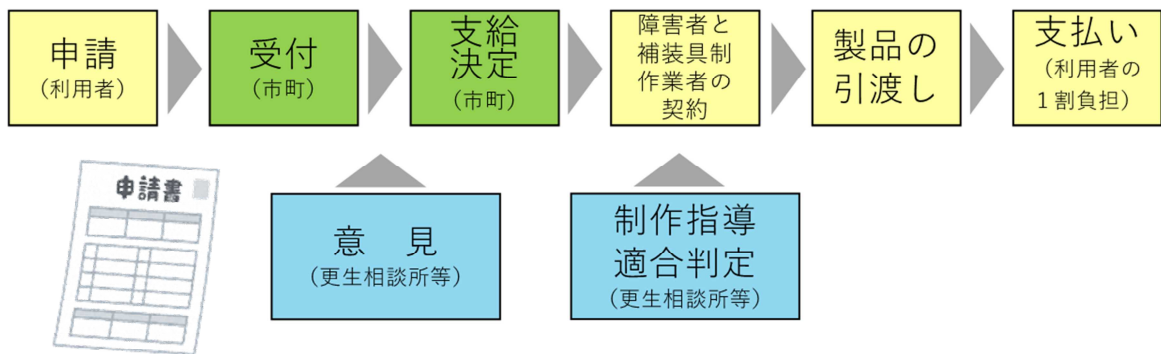 申請
（利用者）
受付
（市町）
支給
決定
（市町）
障害者と
補装具制
作業者の
契約
製品の
引渡し
支払い
（利用者の
１割負担）
申請書
意　見
（更生相談所等）
制作指導
適合判定
（更生相談所等）